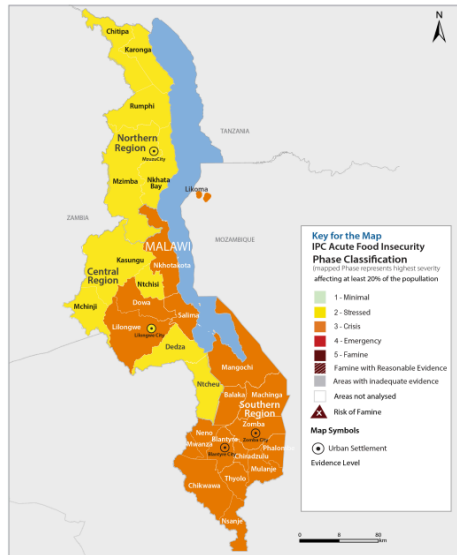 N
Chitipa
Karonga
Rumphi
TANZANIA
Northern
Region
MzuzuCity
Mzimba
Nkhata
Bay
Likoma
ZAMBIA
MOZAMBIQUE
(MALAWI)
Kasungu
Nkhotakota
Central
Region
Ntchisi
Mchinji
Dowa
Salima
Lilongwe
Lilongwe City
Dedza
Mangochi
Ntcheu
Balaka
Machinga
Southern
Region
Zomba
Zomba City
Neno
Mwanza
Blantyre
Blantyre City
Phalombe
Chiradzulu
Mulanje
Thyolo
Chikwawa
Nsanje
Key for the Map
IPC Acute Food Insecurity
Phase Classification
(mapped Phase represents highest severity
affecting at least 20% of the population
1 - Minimal
2 - Stressed
3 - Crisis
4 - Emergency
5 - Famine
Famine with Reasonable Evidence
Areas with inadequate evidence
Areas not analysed
Risk of Famine
Map Symbols
Urban Settlement
Evidence Level
0 40 80
km